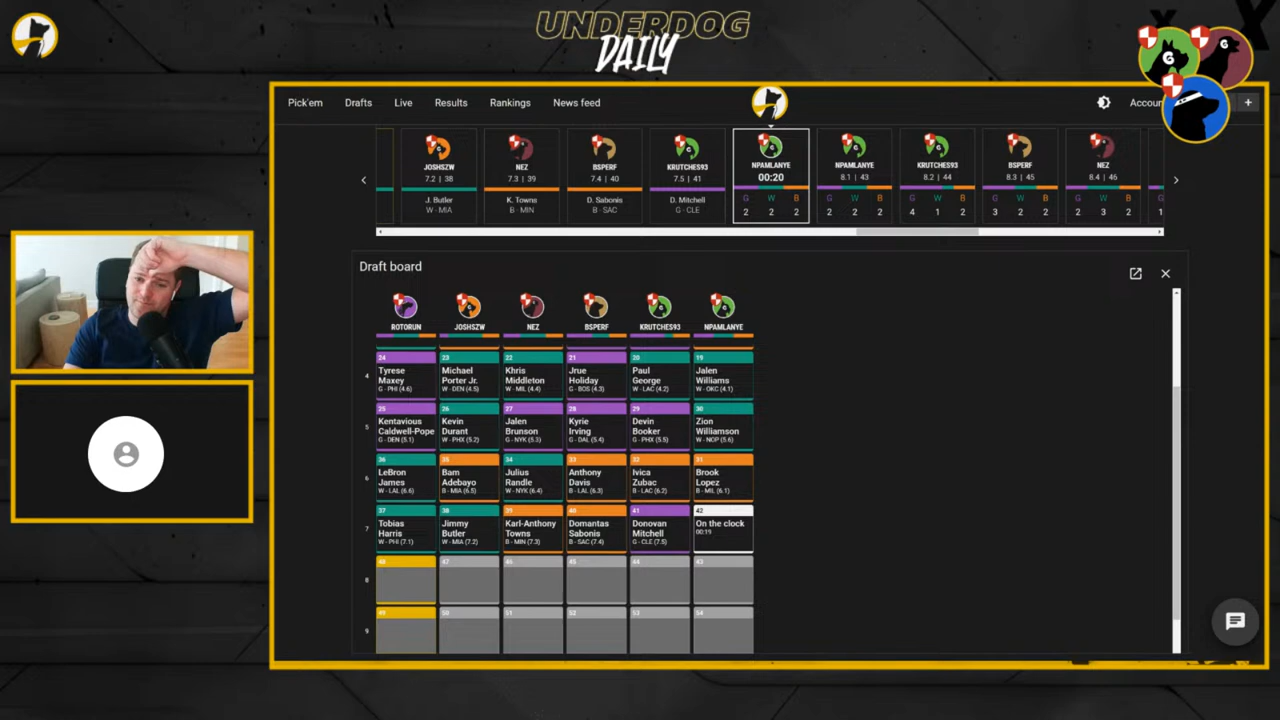 UNDERDOG
DAILY
Pick'em Drafts Live Results Rankings News feed
JOSHSZW
7.2 | 38
J. Butler
W - MIA
NEZ
7.3 | 39
K. Towns
B - MIN
BSPERF
7.4 | 40
D. Sabonis
B - SAC
KRUTCHES93
7.5 | 41
D. Mitchell
G - CLE
NPAMLANYE
00:20
G W B
2 2 2
NPAMLANYE
8.1 | 43
G W B
2 2 2
KRUTCHES93
8.2 | 44
G W B
4 1 2
BSPERF
8.3 | 45
G W B
3 2 2
NEZ
8.4 | 46
G W B
2 3 2
G
1
Draft board
ROTORUN JOSHSZW NEZ BSPERF KRUTCHES93 NPAMLANYE
4
24 23 22 21 20 19
Tyrese Michael Khris Jrue Paul Jalen
Maxey Porter Jr. Middleton Holiday George Williams
G - PHI (4.6) W - DEN (4.5) W - MIL (4.4) G - BOS (4.3) W - LAC (4.2) W - OKC (4.1)
5
25 26 27 28 29 30
Kentavious Kevin Jalen Kyrie Devin Zion
Caldwell-Pope Durant Brunson Irving Booker Williamson
G - DEN (5.1) W - PHX (5.2) G - NYK (5.3) G - DAL (5.4) G - PHX (5.5) W - NOP (5.6)
6
36 35 34 33 32 31
LeBron Bam Julius Anthony Ivica Brook
James Adebayo Randle Davis Zubac Lopez
W - LAL (6.6) B - MIA (6.5) W - NYK (6.4) B - LAL (6.3) B - LAC (6.2) B - MIL (6.1)
7
37 38 39 40 41 42
Tobias Jimmy Karl-Anthony Domantas Donovan On the clock
Harris Butler Towns Sabonis Mitchell 00:19
W - PHI (7.1) W - MIA (7.2) B - MIN (7.3) B - SAC (7.4) G - CLE (7.5)
8
48 47 46 45 44 43
9
49 50 51 52 53 54